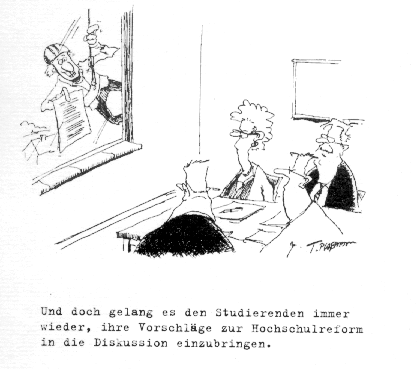 Und doch gelang es den Studierenden immer
wieder, ihre Vorschläge zur Hochschulreform
in die Diskussion einzubringen.